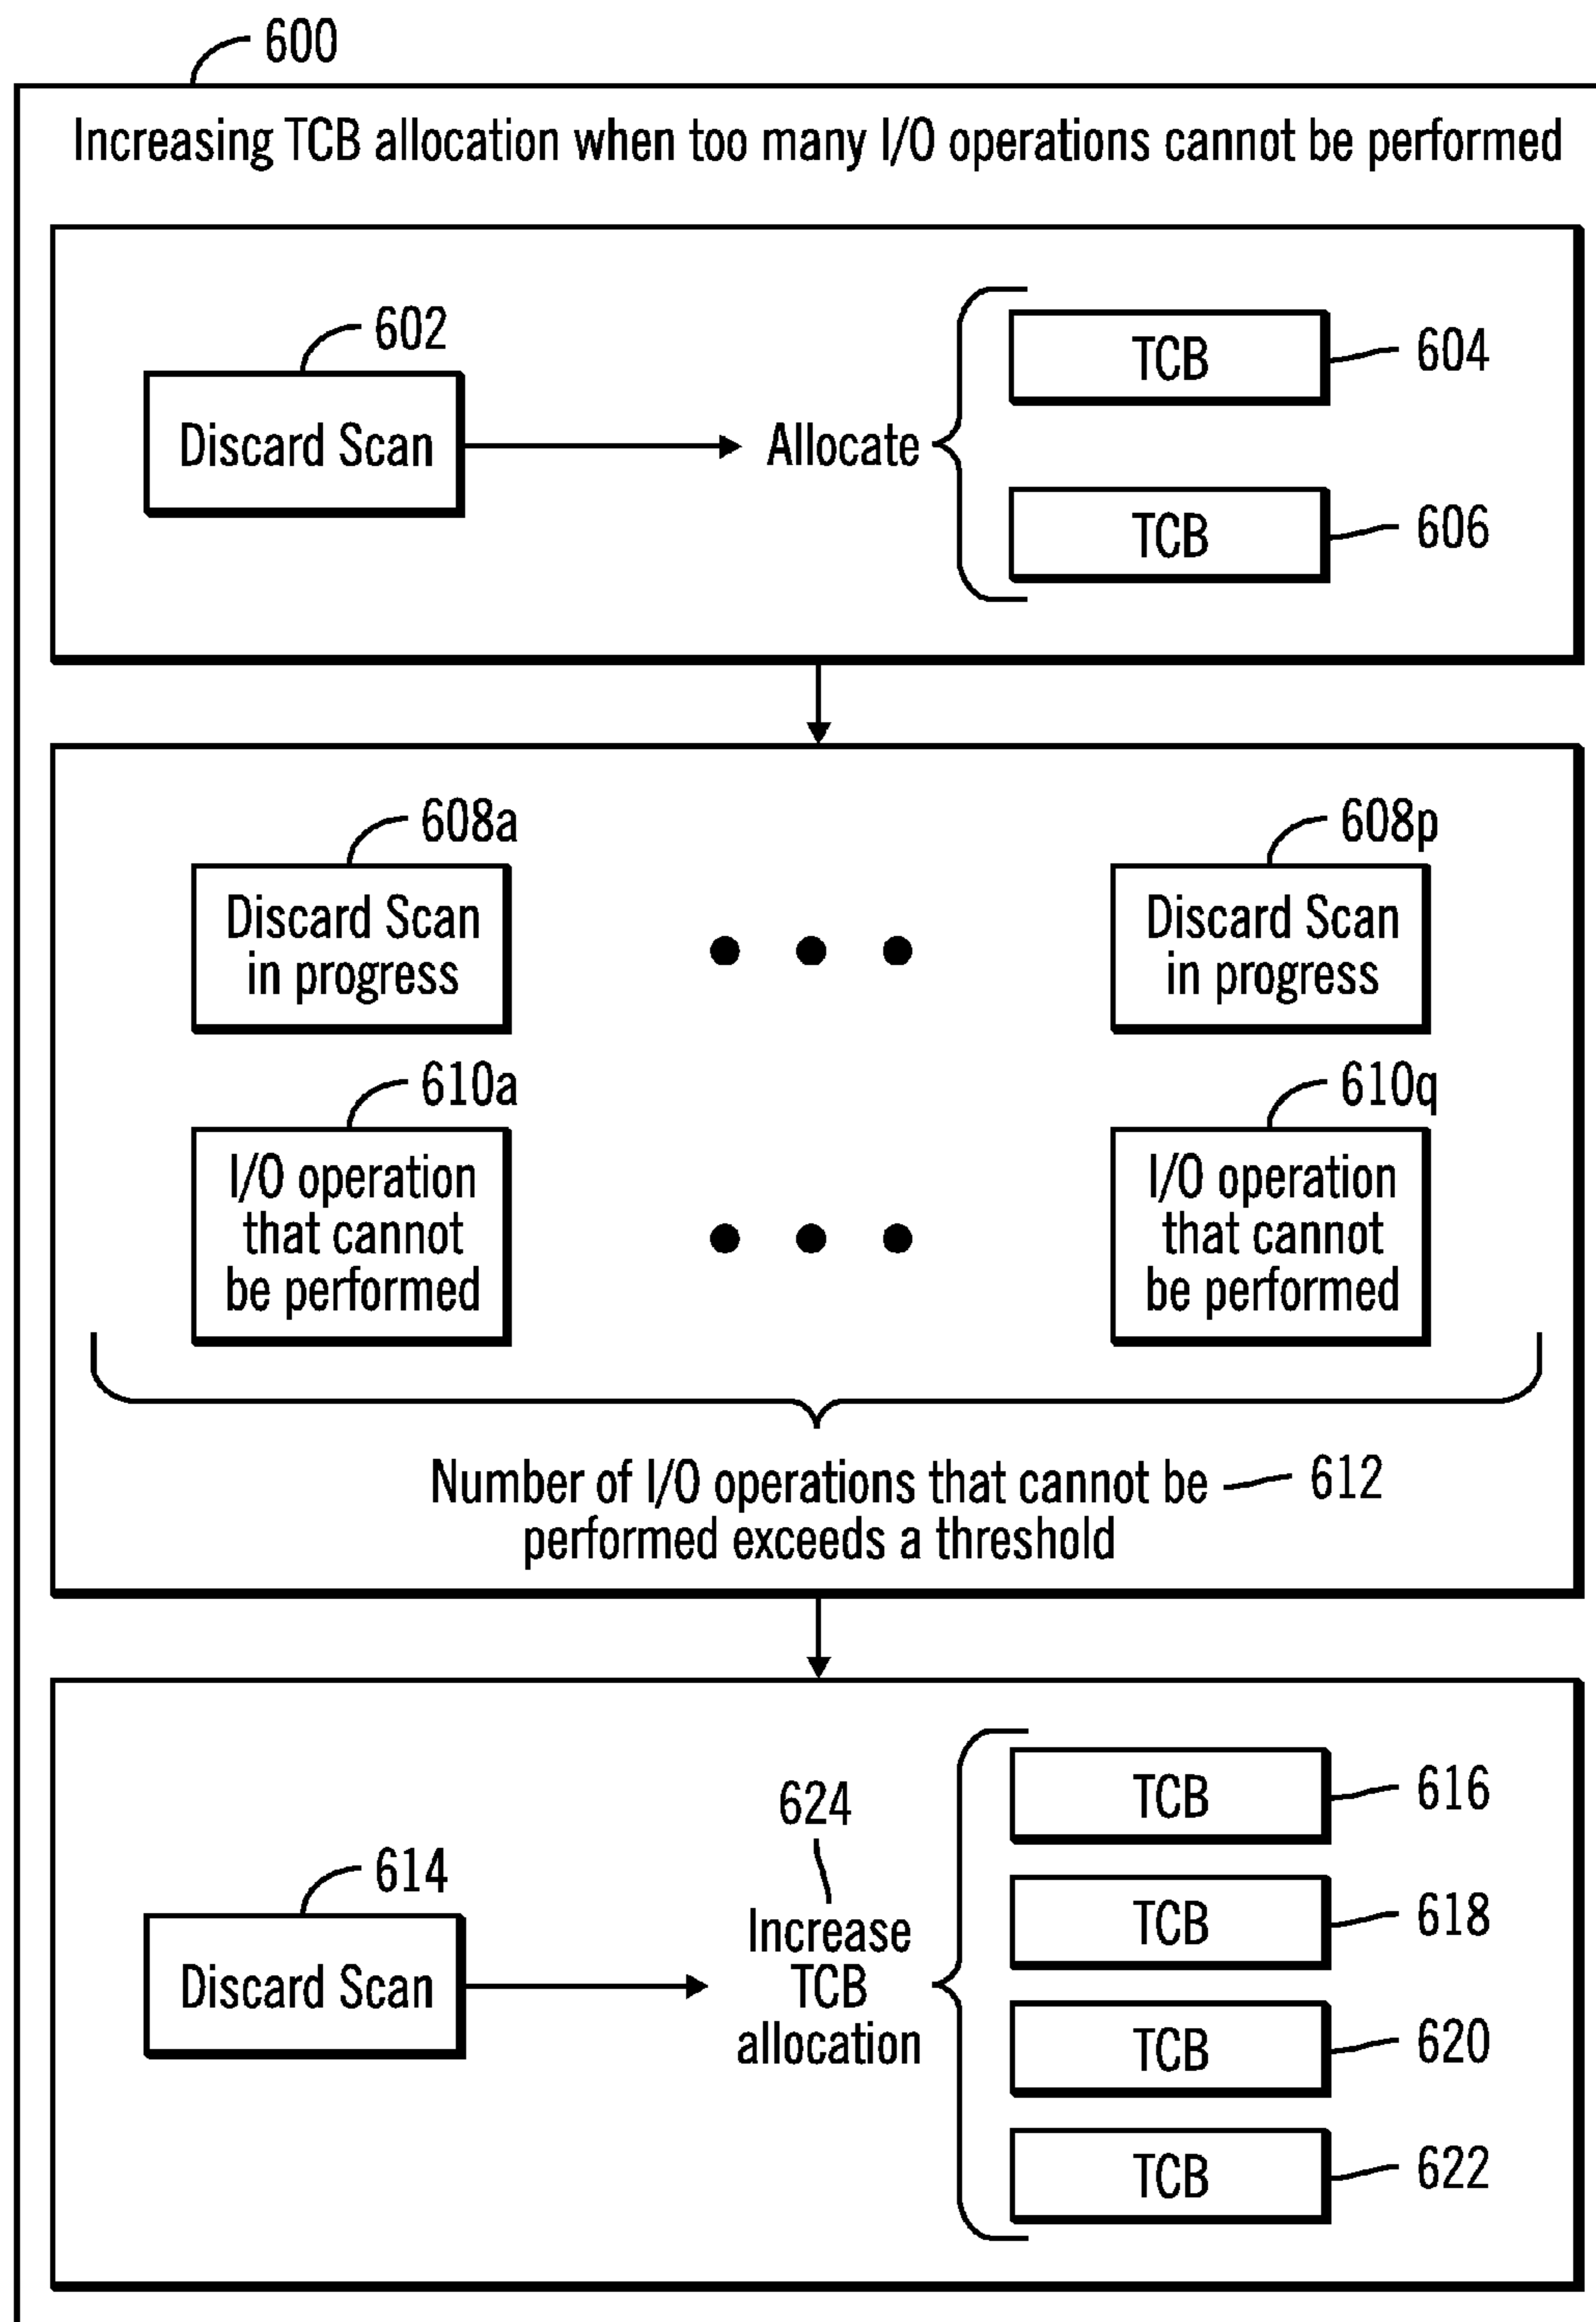 600
Increasing TCB allocation when too many I/O operations cannot be performed
602
Discard Scan
Allocate
TCB
604
TCB
606
608a
Discard Scan
in progress
608p
Discard Scan
in progress
610a
I/O operation
that cannot
be performed
610q
I/O operation
that cannot
be performed
Number of I/O operations that cannot be
performed exceeds a threshold
612
614
Discard Scan
624
Increase
TCB
allocation
TCB
616
TCB
618
TCB
620
TCB
622